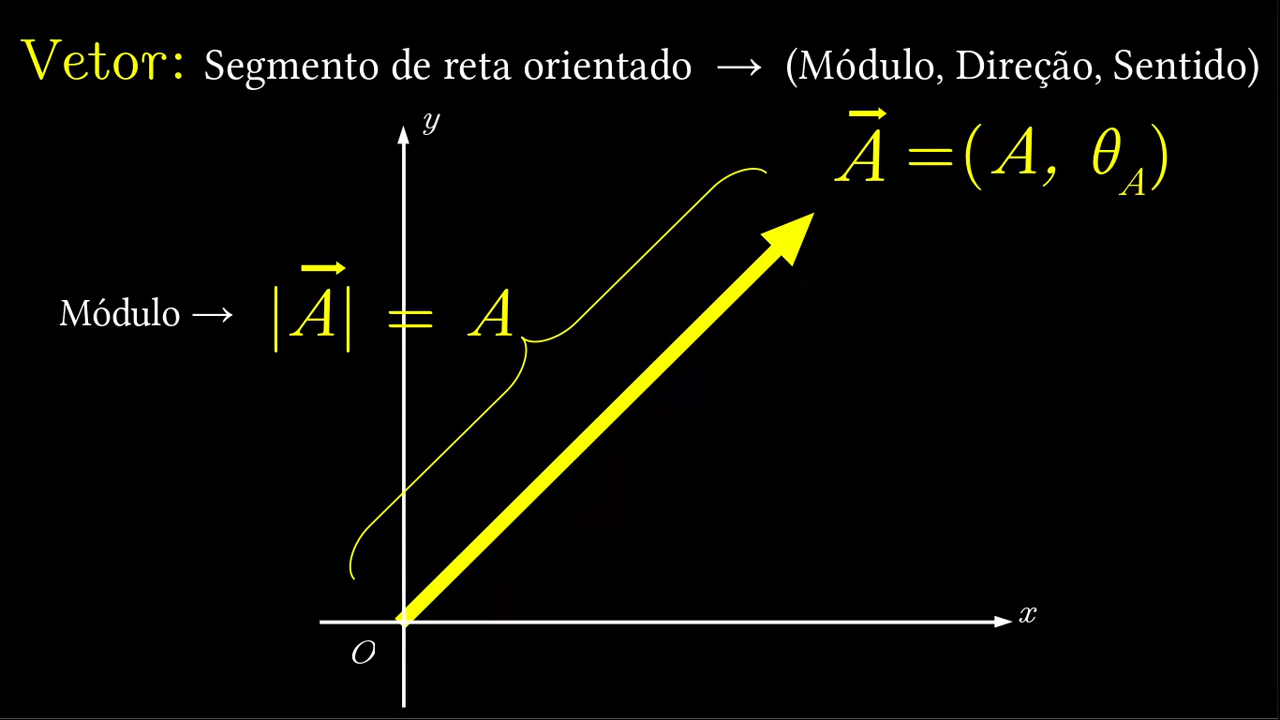 Vetor: Segmento de reta orientado → (Módulo, Direção, Sentido)
y
A⃗ =( A, θ_A)
Módulo → |A⃗| = A
x
O